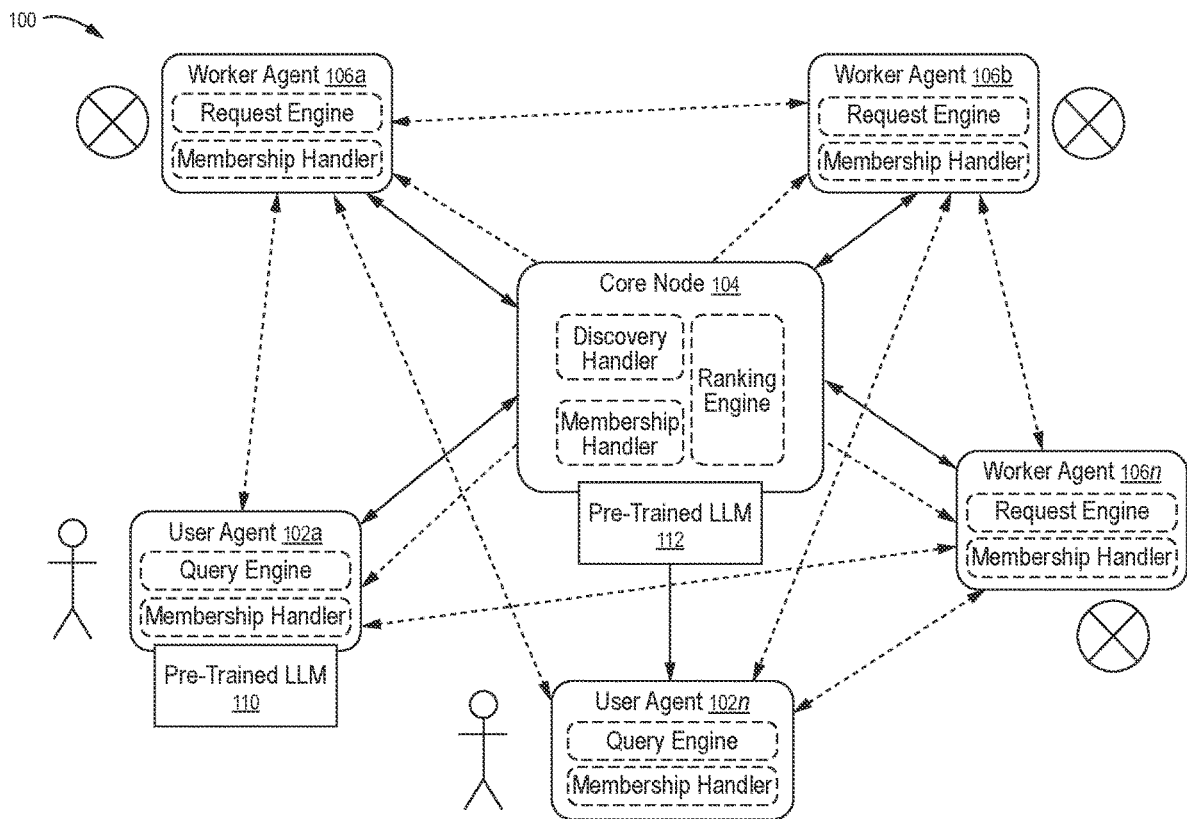 100
Worker Agent 106a
Request Engine
Membership Handler
Worker Agent 106b
Request Engine
Membership Handler
Core Node 104
Discovery
Handler
Membership
Handler
Ranking
Engine
Pre-Trained LLM
112
Worker Agent 106n
Request Engine
Membership Handler
User Agent 102a
Query Engine
Membership Handler
Pre-Trained LLM
110
User Agent 102n
Query Engine
Membership Handler